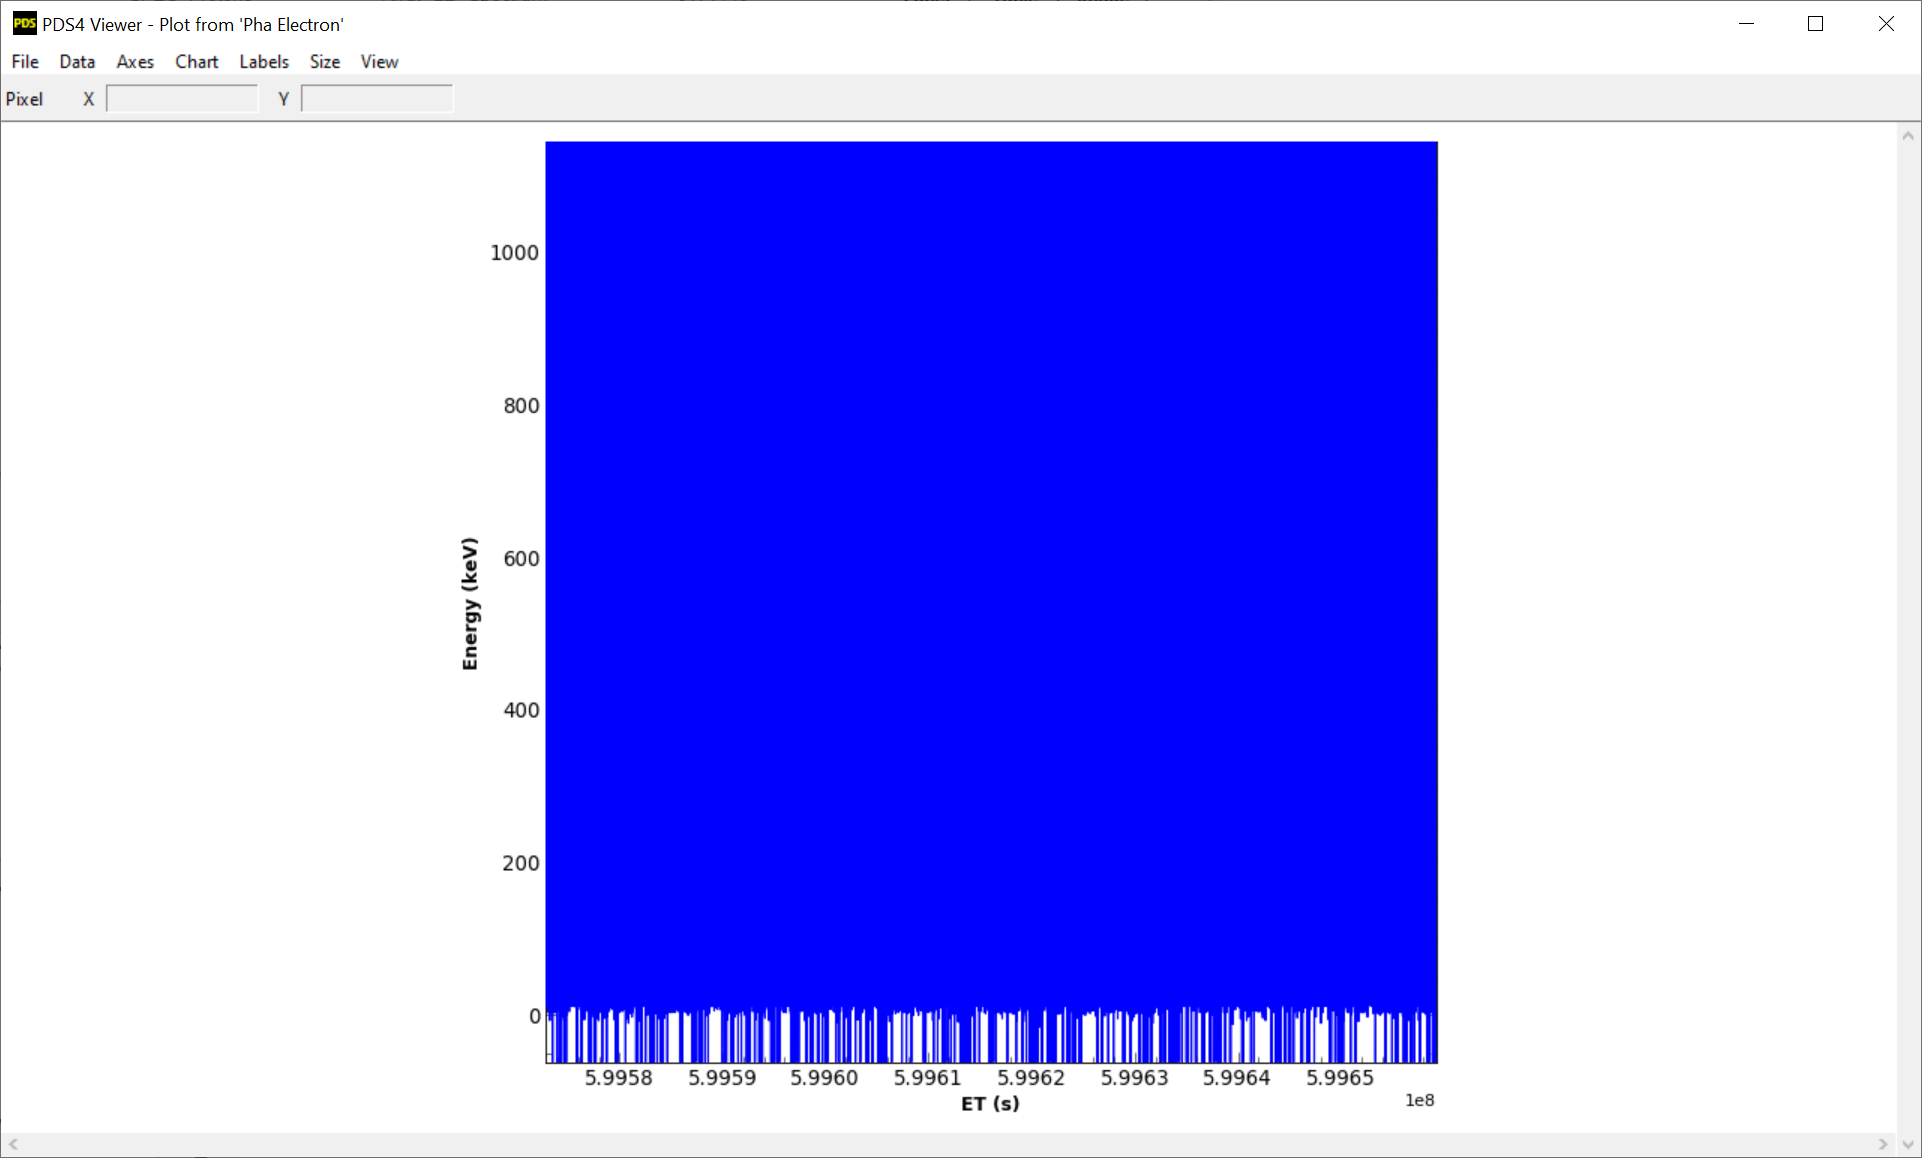 PDS PDS4 Viewer - Plot from 'Pha Electron'
File Data Axes Chart Labels Size View
Pixel X Y
1000
800
600
400
200
0
Energy (keV)
5.9958 5.9959 5.9960 5.9961 5.9962 5.9963 5.9964 5.9965
1e8
ET (s)